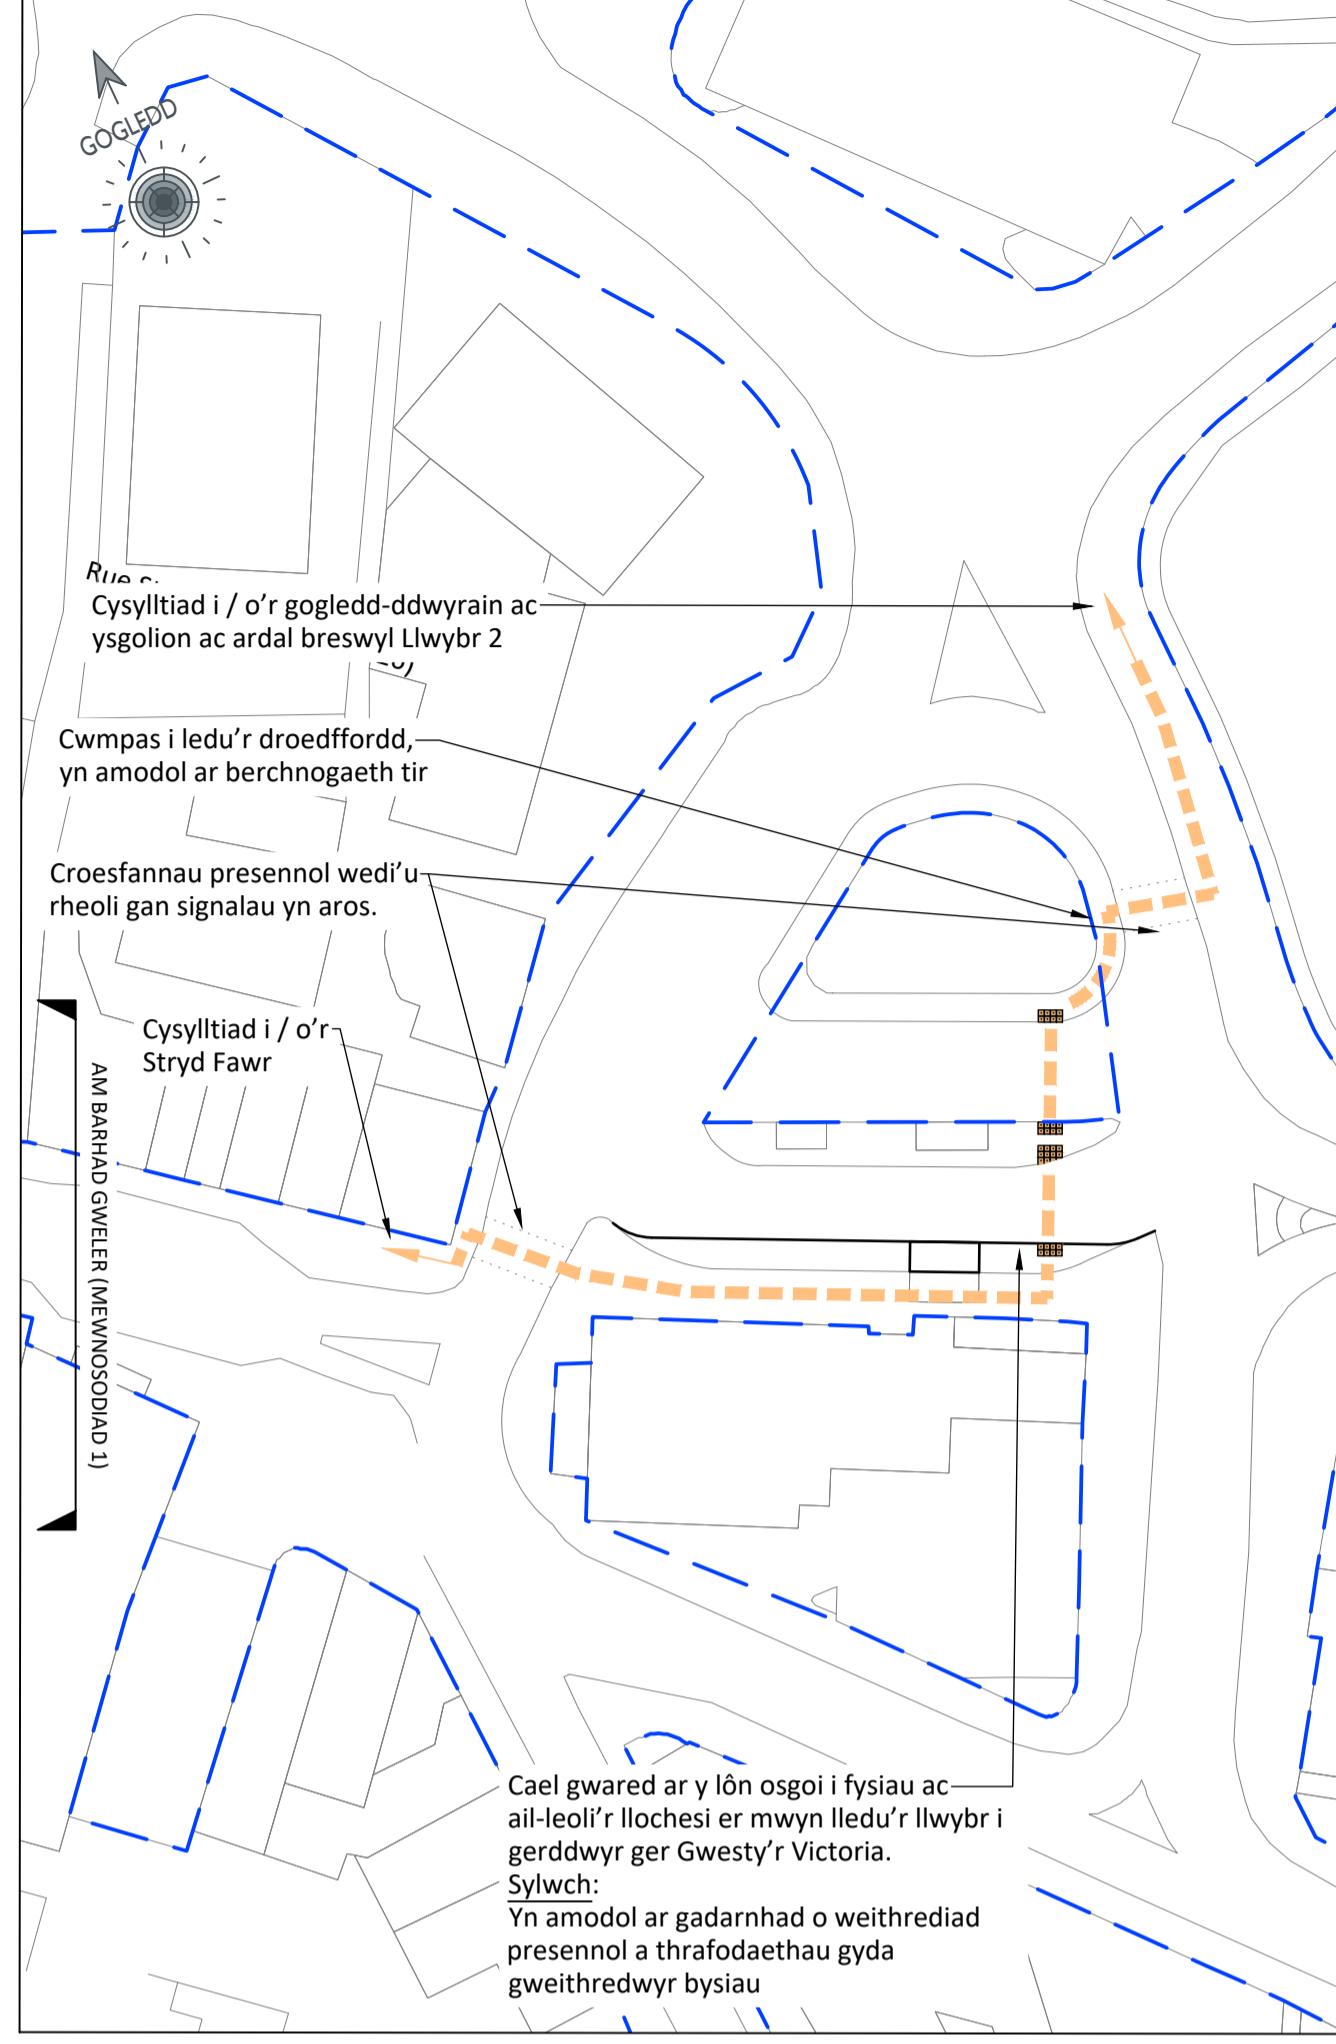 GOGLEDD
Rue
Cysylltiad i / o’r gogledd-ddwyrain ac
ysgolion ac ardal breswyl Llwybr 2
Cwmpas i ledu’r droedffordd,
yn amodol ar berchnogaeth tir
Croesfannau presennol wedi’u
rheoli gan signalau yn aros.
Cysylltiad i / o’r
Stryd Fawr
AM BARHAD GWELER (MEWNOSODIAD 1)
Cael gwared ar y lôn osgoi i fysiau ac
ail-leoli’r llochesi er mwyn lledu’r llwybr i
gerddwyr ger Gwesty’r Victoria.
Sylwch:
Yn amodol ar gadarnhad o weithrediad
presennol a thrafodaethau gyda
gweithredwyr bysiau